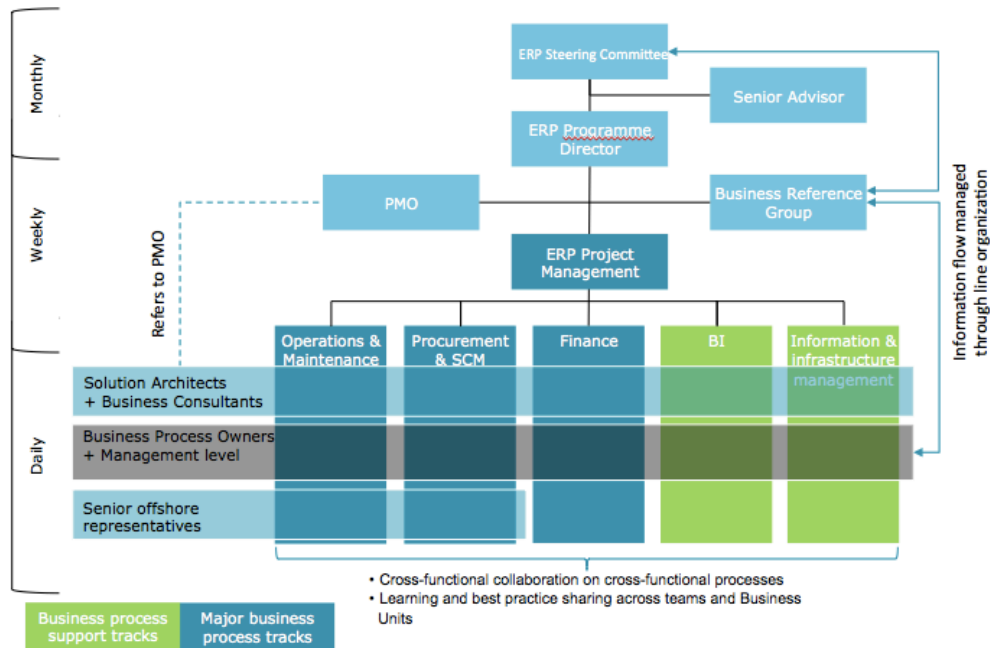 Monthly
ERP Steering Committee
Senior Advisor
ERP Programme
Director
Weekly
PMO
Business Reference
Group
Refers to PMO
ERP Project
Management
Information flow managed
through line organization
Operations &
Maintenance
Procurement
& SCM
Finance
BI
Information &
infrastructure
management
Daily
Solution Architects
+ Business Consultants
Business Process Owners
+ Management level
Senior offshore
representatives
• Cross-functional collaboration on cross-functional processes
• Learning and best practice sharing across teams and Business
Units
Business process
support tracks
Major business
process tracks